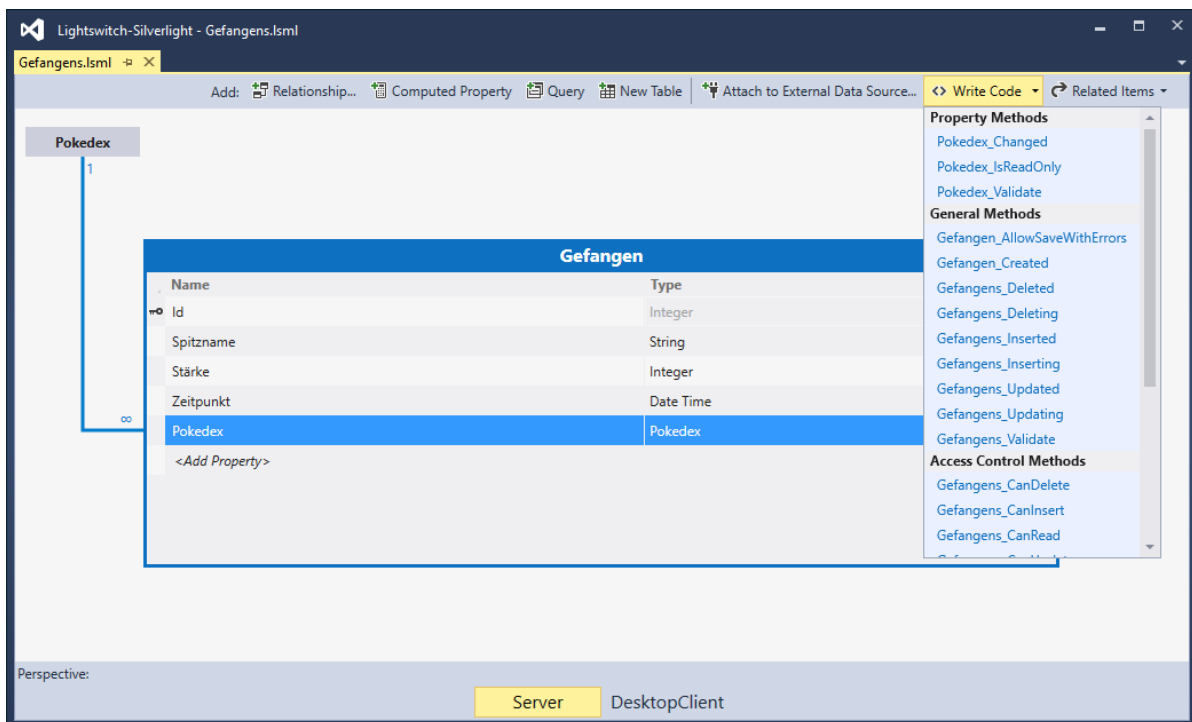 Lightswitch-Silverlight - Gefangens.lsml
Gefangens.lsml
Add: Relationship... Computed Property Query New Table Attach to External Data Source... <> Write Code Related Items
Pokedex
1
∞
Gefangen
Name Type
Id Integer
Spitzname String
Stärke Integer
Zeitpunkt Date Time
Pokedex Pokedex
<Add Property>
Property Methods
Pokedex_Changed
Pokedex_IsReadOnly
Pokedex_Validate
General Methods
Gefangen_AllowSaveWithErrors
Gefangen_Created
Gefangens_Deleted
Gefangens_Deleting
Gefangens_Inserted
Gefangens_Inserting
Gefangens_Updated
Gefangens_Updating
Gefangens_Validate
Access Control Methods
Gefangens_CanDelete
Gefangens_CanInsert
Gefangens_CanRead
Perspective:
Server DesktopClient